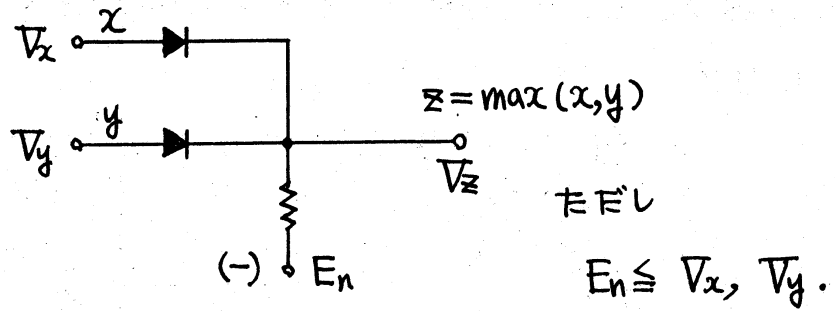 x
Vx
z = max (x, y)
y
Vy
Vz
ただし
(-) En
En ≦ Vx, Vy.